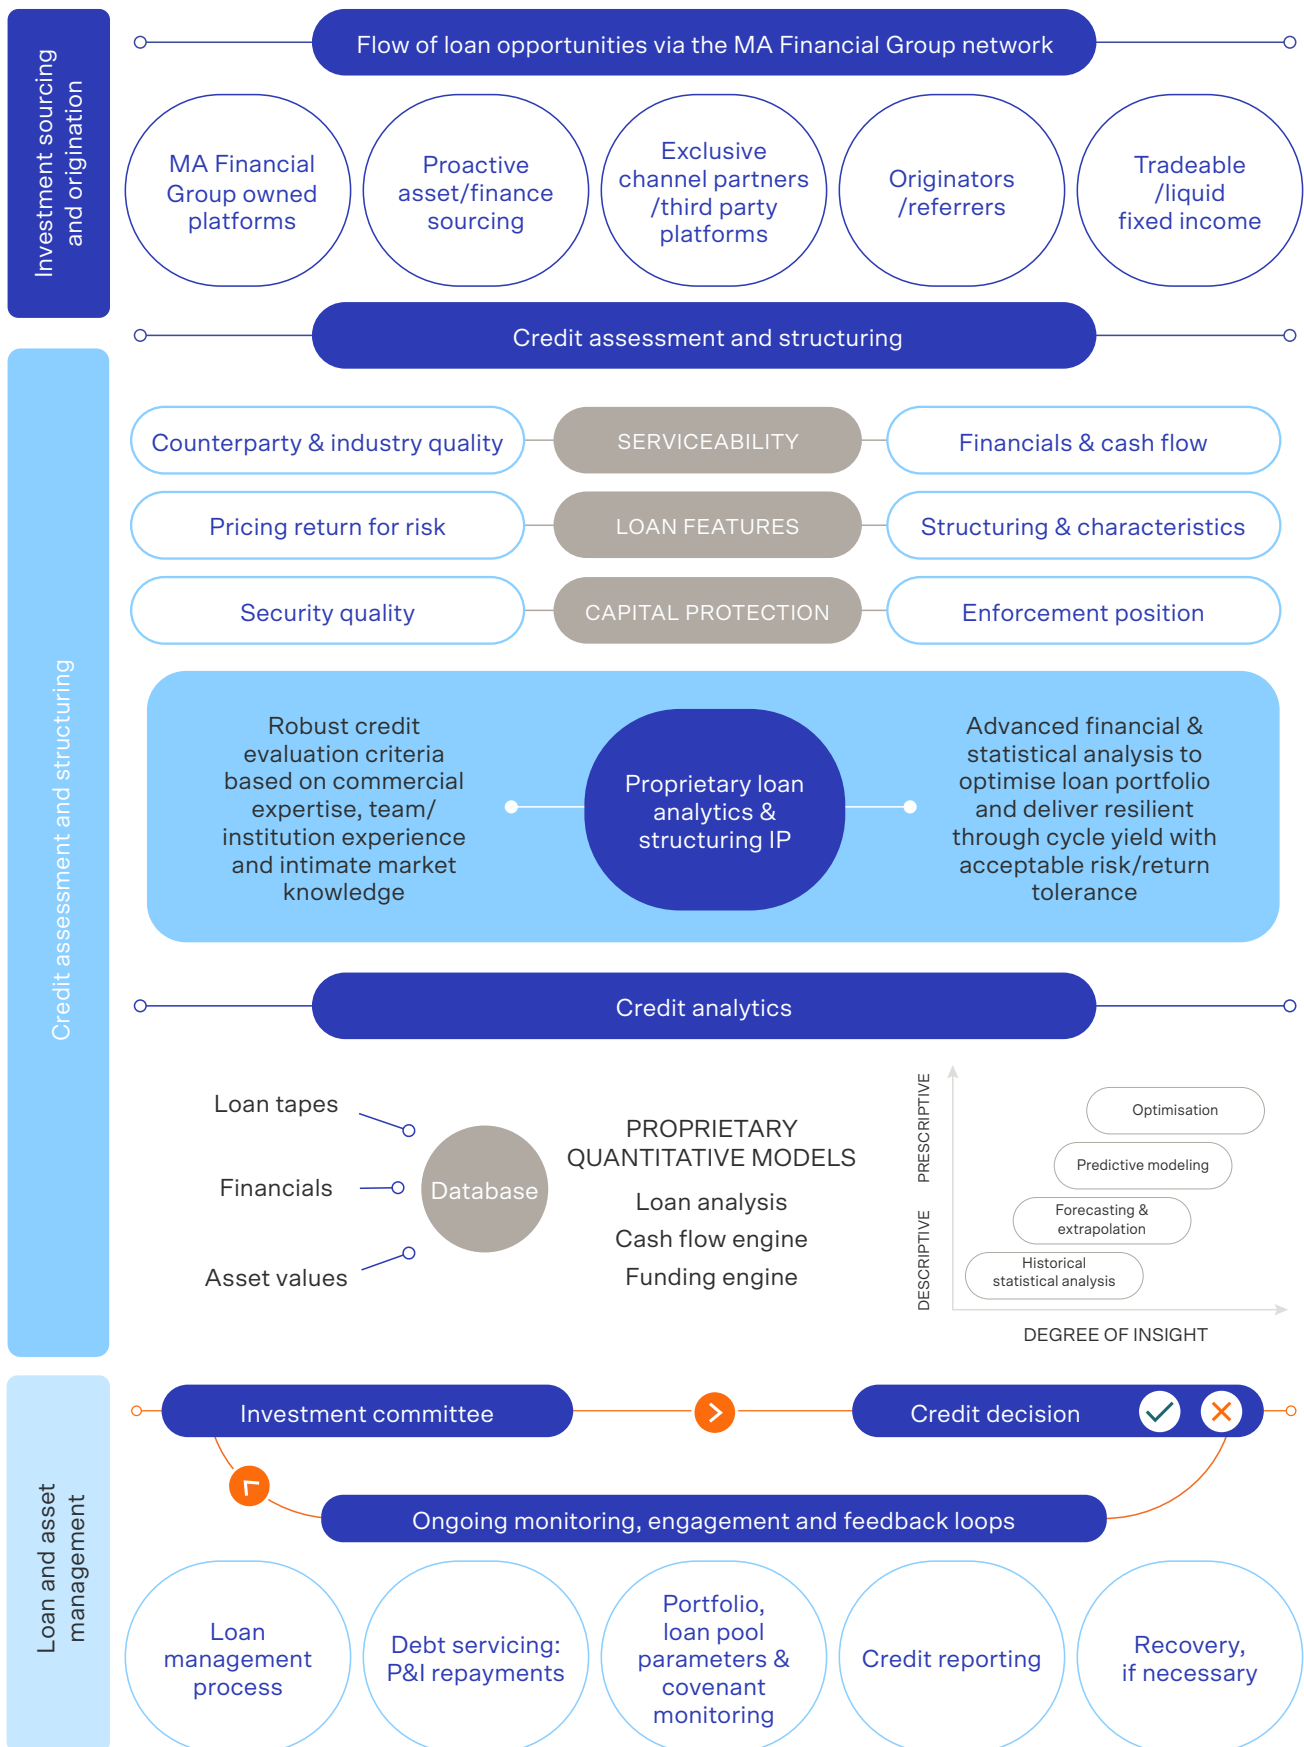 Investment sourcing
and origination
Flow of loan opportunities via the MA Financial Group network
MA Financial
Group owned
platforms
Proactive
asset/finance
sourcing
Exclusive
channel partners
/third party
platforms
Originators
/referrers
Tradeable
/liquid
fixed income
Credit assessment and structuring
Credit assessment and structuring
Counterparty & industry quality
SERVICEABILITY
Financials & cash flow
Pricing return for risk
LOAN FEATURES
Structuring & characteristics
Security quality
CAPITAL PROTECTION
Enforcement position
Robust credit
evaluation criteria
based on commercial
expertise, team/
institution experience
and intimate market
knowledge
Proprietary loan
analytics &
structuring IP
Advanced financial &
statistical analysis to
optimise loan portfolio
and deliver resilient
through cycle yield with
acceptable risk/return
tolerance
Credit analytics
Loan tapes
Financials
Asset values
Database
PROPRIETARY
QUANTITATIVE MODELS
Loan analysis
Cash flow engine
Funding engine
PRESCRIPTIVE
DESCRIPTIVE
Optimisation
Predictive modeling
Forecasting &
extrapolation
Historical
statistical analysis
DEGREE OF INSIGHT
Loan and asset
management
Investment committee
Credit decision
Ongoing monitoring, engagement and feedback loops
Loan
management
process
Debt servicing:
P&I repayments
Portfolio,
loan pool
parameters &
covenant
monitoring
Credit reporting
Recovery,
if necessary